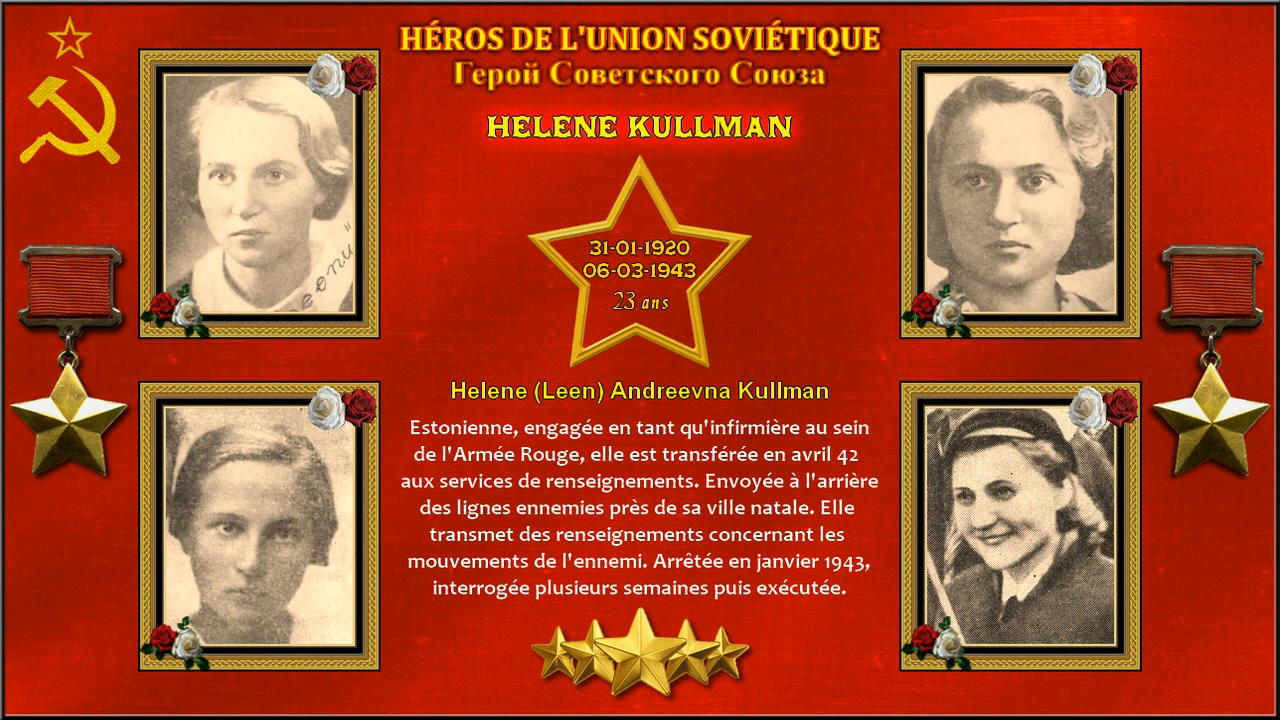 HÉROS DE L'UNION SOVIÉTIQUE
Герой Советского Союза
HELENE KULLMAN
31-01-1920
06-03-1943
23 ans
Helene (Leen) Andreevna Kullman
Estonienne, engagée en tant qu'infirmière au sein
de l'Armée Rouge, elle est transférée en avril 42
aux services de renseignements. Envoyée à l'arrière
des lignes ennemies près de sa ville natale. Elle
transmet des renseignements concernant les
mouvements de l'ennemi. Arrêtée en janvier 1943,
interrogée plusieurs semaines puis exécutée.